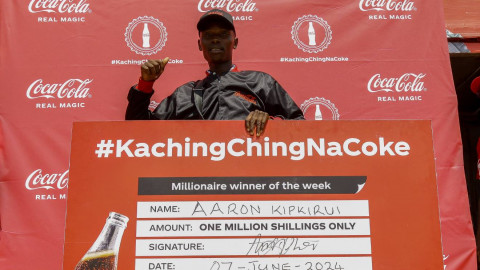 Coca-Cola
REAL MAGIC
#KachingChingNaCoke
Coca-Cola
#KachingChingNaCoke
Coca-Cola
REAL MAGIC
Coca-Cola
REAL MAGIC
Coca-Cola
REAL MAGIC
Coca-Cola
REAL MAGIC
#KachingChingNaCoke
Millionaire winner of the week
NAME: AARON KIPKIRUI
AMOUNT: ONE MILLION SHILLINGS ONLY
SIGNATURE:
DATE: 07-JUNE-2024